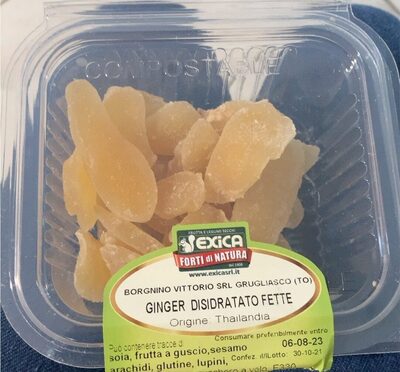 COMPOSTABLE
FRUTTA E LEGUMI SECCHI
EXICA
FORTI di NATURA
www.exicasrl.it
BORGNINO VITTORIO SRL GRUGLIASCO (TO)
GINGER DISIDRATATO FETTE
Origine: Thailandia
Può contenere tracce di
soia, frutta a guscio,sesamo
arachidi, glutine, lupini,
Consumare preferibilmente entro
06-08-23
Confez. il/Lotto 30-10-21
E330